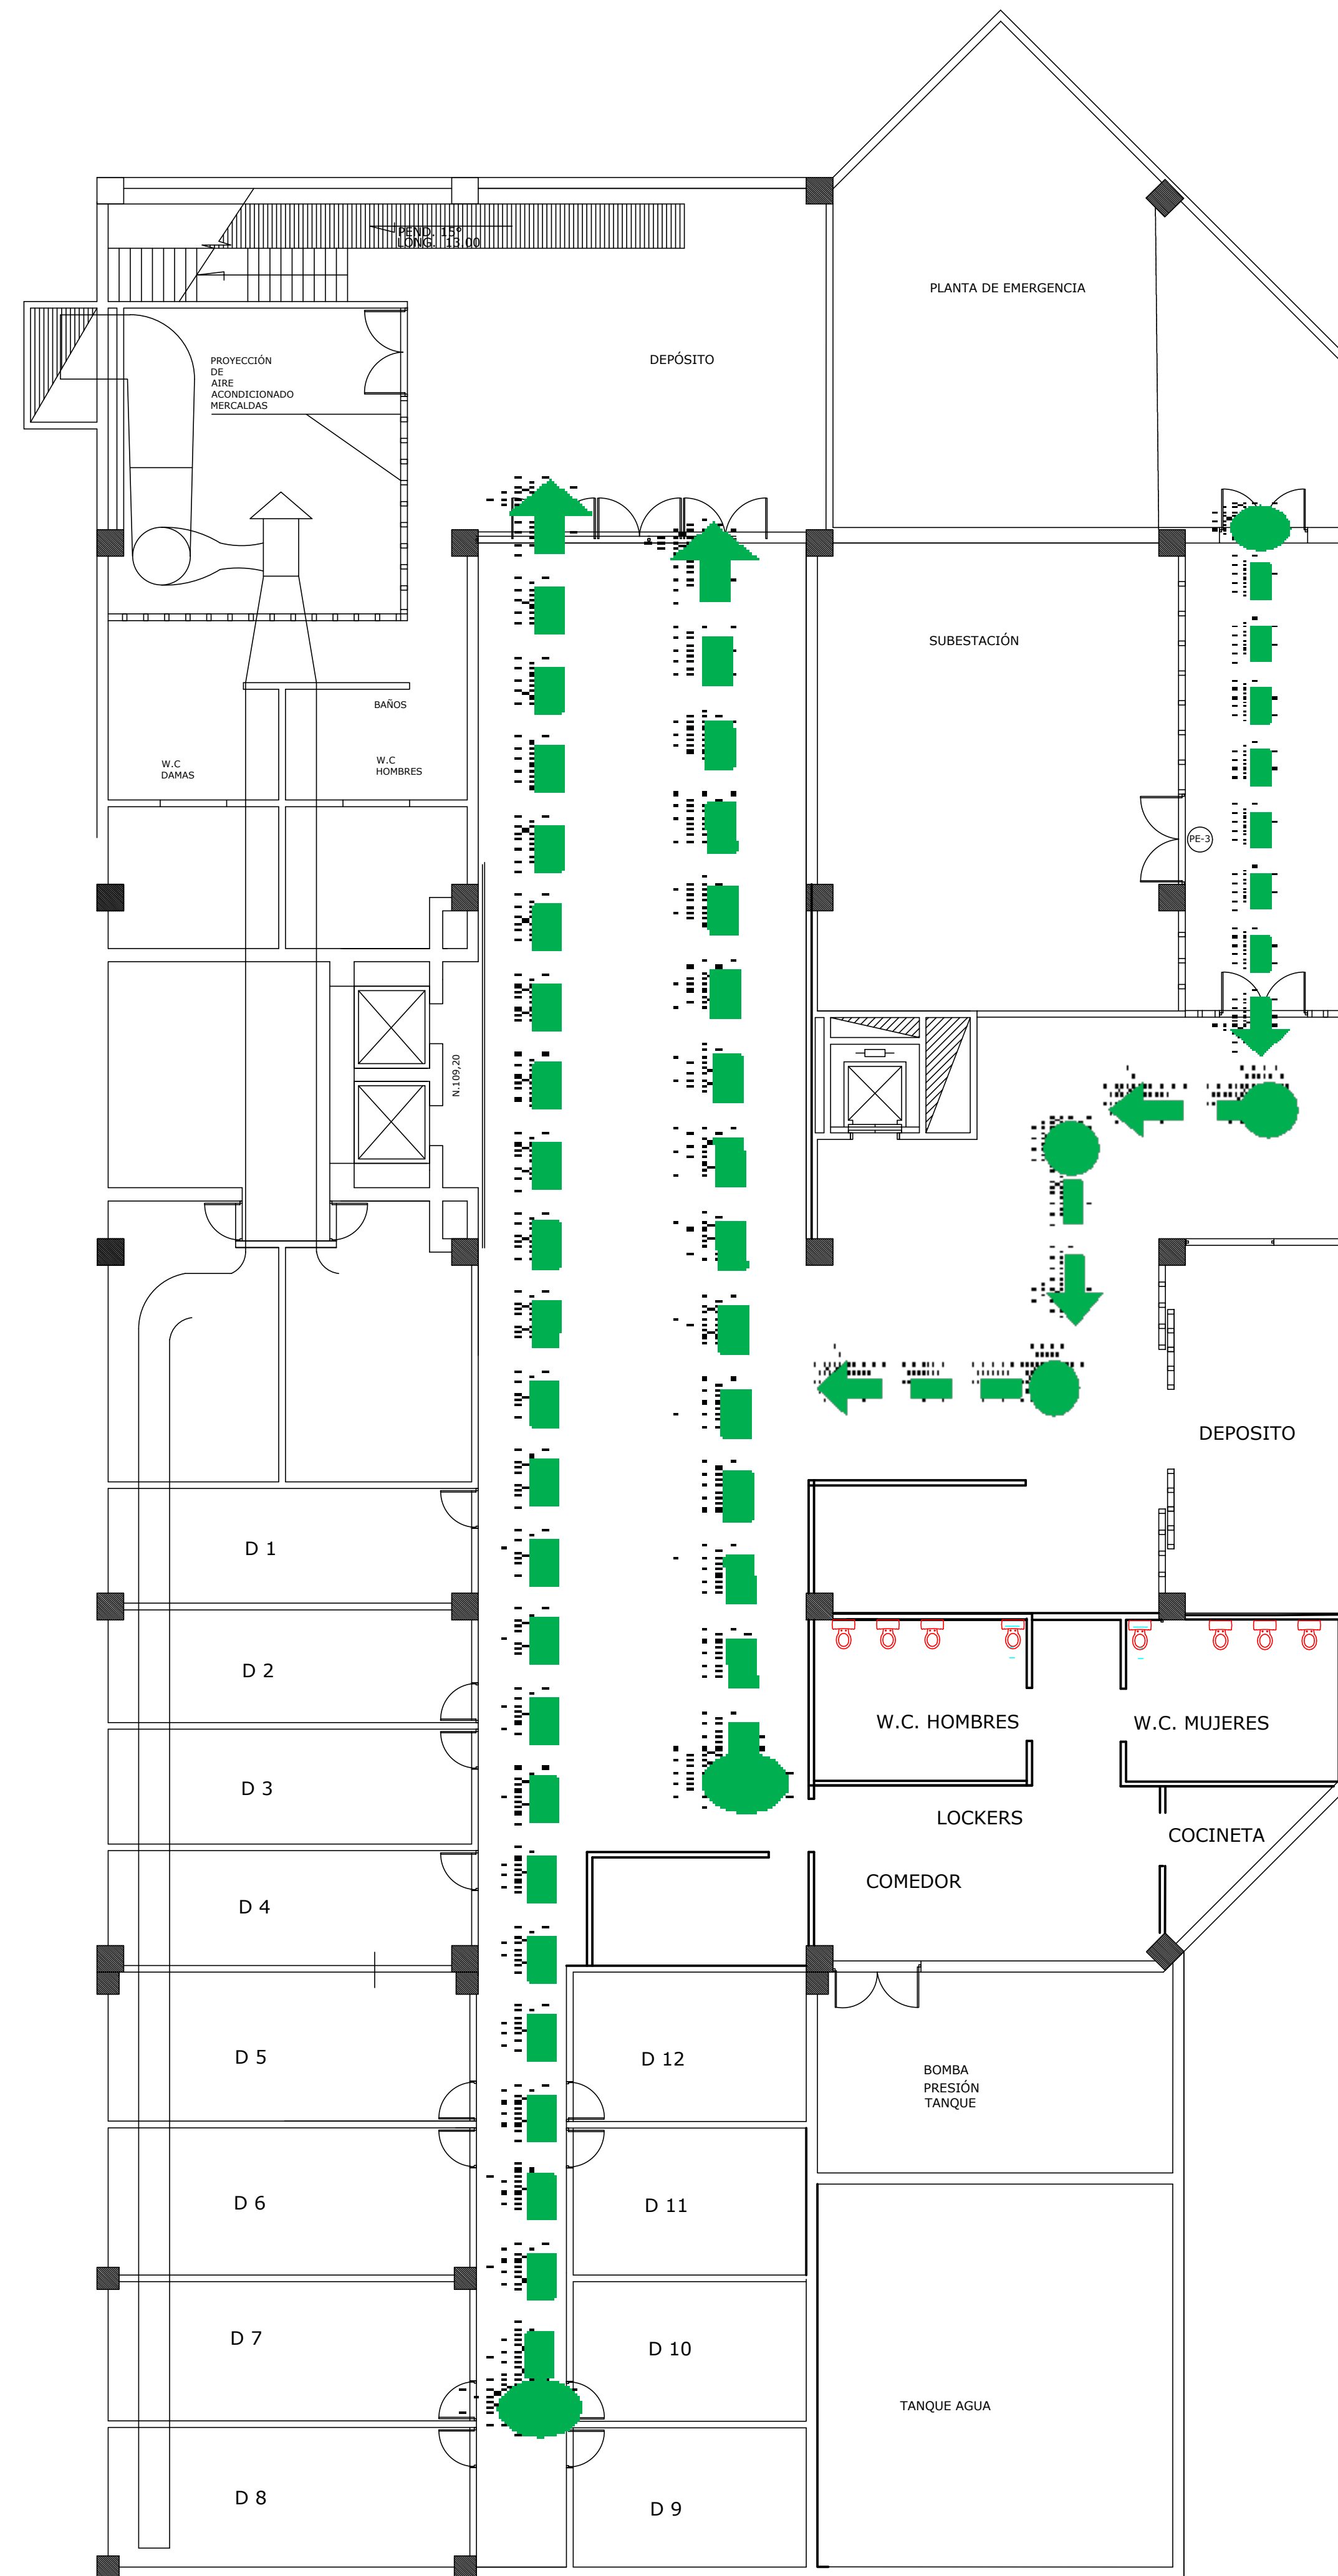 PEND. 15°
LONG. 13.00
PLANTA DE EMERGENCIA
PROYECCIÓN
DE
AIRE
ACONDICIONADO
MERCALDAS
DEPÓSITO
SUBESTACIÓN
BAÑOS
W.C
DAMAS
W.C
HOMBRES
PE-3
N.109,20
DEPOSITO
D 1
D 2
D 3
D 4
W.C. HOMBRES
W.C. MUJERES
LOCKERS
COCINETA
COMEDOR
D 5
D 12
BOMBA
PRESIÓN
TANQUE
D 6
D 11
D 7
D 10
TANQUE AGUA
D 8
D 9